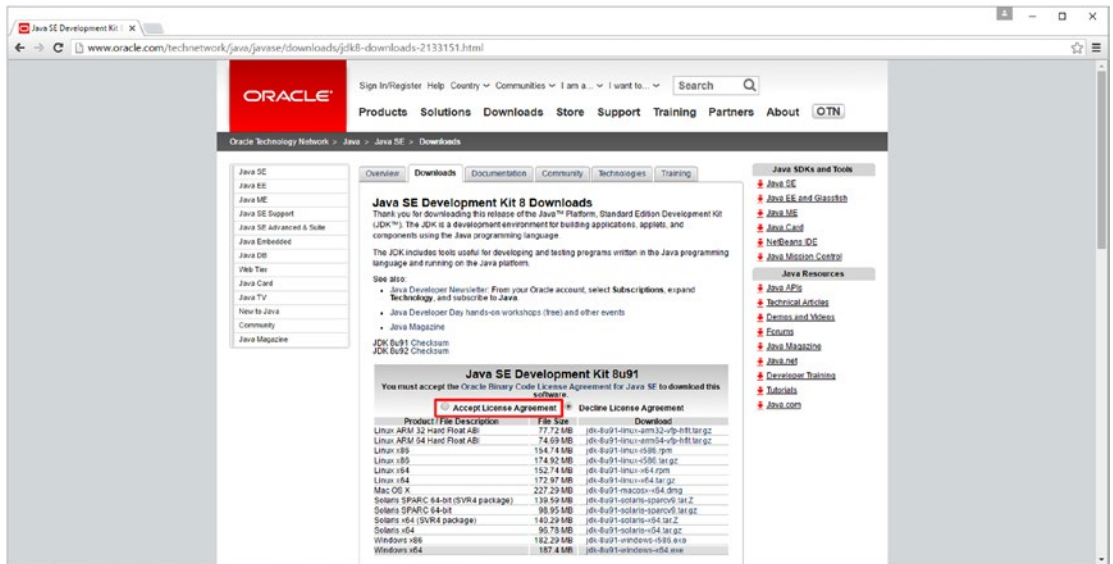 Java SE Development Kit
www.oracle.com/technetwork/java/javase/downloads/jdk8-downloads-2133151.html
ORACLE
Sign In/Register Help Country Communities I am a... I want to... Search
Products Solutions Downloads Store Support Training Partners About OTN
Oracle Technology Network > Java > Java SE > Downloads
Java SE
Java EE
Java ME
Java SE Support
Java SE Advanced & Suite
Java Embedded
Java DB
Web Tier
Java Card
Java TV
New to Java
Community
Java Magazine
Overview Downloads Documentation Community Technologies Training
Java SE Development Kit 8 Downloads
Thank you for downloading this release of the Java™ Platform, Standard Edition Development Kit
(JDK™). The JDK is a development environment for building applications, applets, and
components using the Java programming language.
The JDK includes tools useful for developing and testing programs written in the Java programming
language and running on the Java platform.
See also:
• Java Developer Newsletter: From your Oracle account, select Subscriptions, expand
Technology, and subscribe to Java.
• Java Developer Day hands-on workshops (free) and other events
• Java Magazine
JDK 8u91 Checksum
JDK 8u92 Checksum
Java SE Development Kit 8u91
You must accept the Oracle Binary Code License Agreement for Java SE to download this
software.
Accept License Agreement Decline License Agreement
Product / File Description File Size Download
Linux ARM 32 Hard Float ABI 77.72 MB jdk-8u91-linux-arm32-vfp-hflt.tar.gz
Linux ARM 64 Hard Float ABI 74.69 MB jdk-8u91-linux-arm64-vfp-hflt.tar.gz
Linux x86 154.74 MB jdk-8u91-linux-i586.rpm
Linux x86 174.92 MB jdk-8u91-linux-i586.tar.gz
Linux x64 152.74 MB jdk-8u91-linux-x64.rpm
Linux x64 172.97 MB jdk-8u91-linux-x64.tar.gz
Mac OS X 227.29 MB jdk-8u91-macosx-x64.dmg
Solaris SPARC 64-bit (SVR4 package) 139.59 MB jdk-8u91-solaris-sparcv9.tar.Z
Solaris SPARC 64-bit 98.95 MB jdk-8u91-solaris-sparcv9.tar.gz
Solaris x64 (SVR4 package) 140.29 MB jdk-8u91-solaris-x64.tar.Z
Solaris x64 96.78 MB jdk-8u91-solaris-x64.tar.gz
Windows x86 182.29 MB jdk-8u91-windows-i586.exe
Windows x64 187.4 MB jdk-8u91-windows-x64.exe
Java SDKs and Tools
Java SE
Java EE and Glassfish
Java ME
Java Card
NetBeans IDE
Java Mission Control
Java Resources
Java APIs
Technical Articles
Demos and Videos
Forums
Java Magazine
Java.net
Developer Training
Tutorials
Java.com